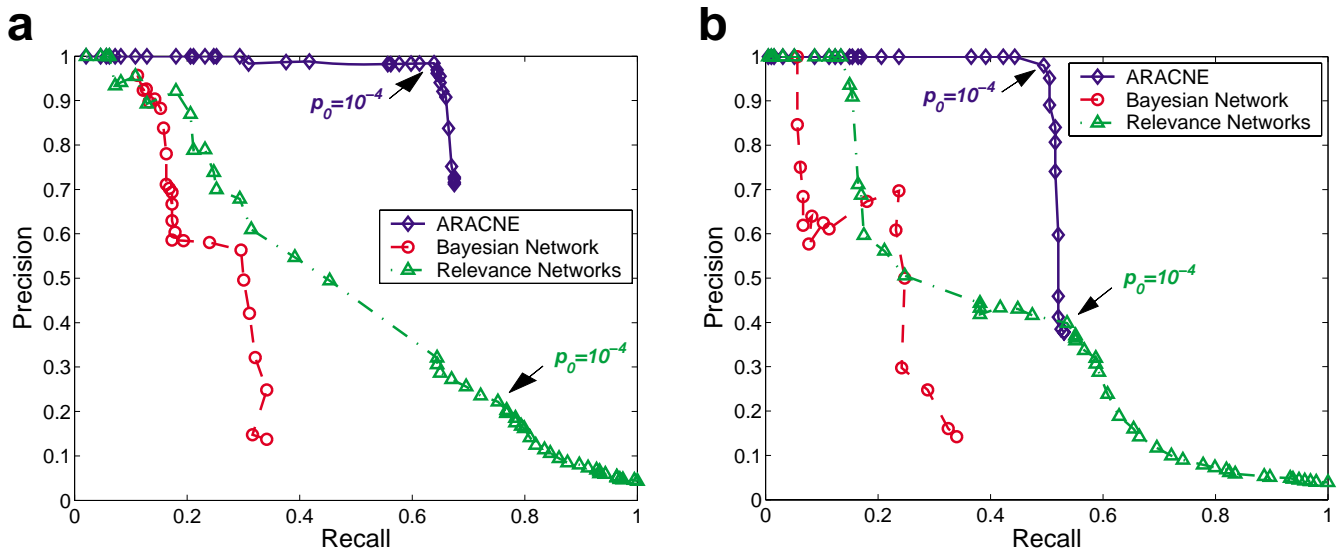 a
1
0.9
0.8
0.7
0.6
0.5
0.4
0.3
0.2
0.1
0
0 0.2 0.4 0.6 0.8 1
Precision
Recall
p0=10−4
ARACNE
Bayesian Network
Relevance Networks
p0=10−4
b
1
0.9
0.8
0.7
0.6
0.5
0.4
0.3
0.2
0.1
0
0 0.2 0.4 0.6 0.8 1
Precision
Recall
p0=10−4
ARACNE
Bayesian Network
Relevance Networks
p0=10−4